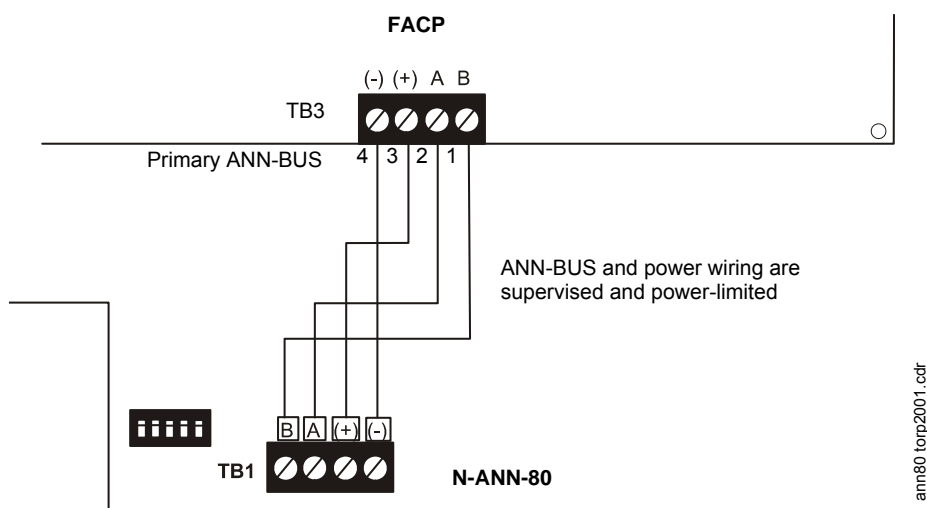 FACP
(-) (+) A B
TB3
Primary ANN-BUS
4 3 2 1
ANN-BUS and power wiring are
supervised and power-limited
B A (+) (-)
TB1
N-ANN-80
ann80 torp2001.cdr